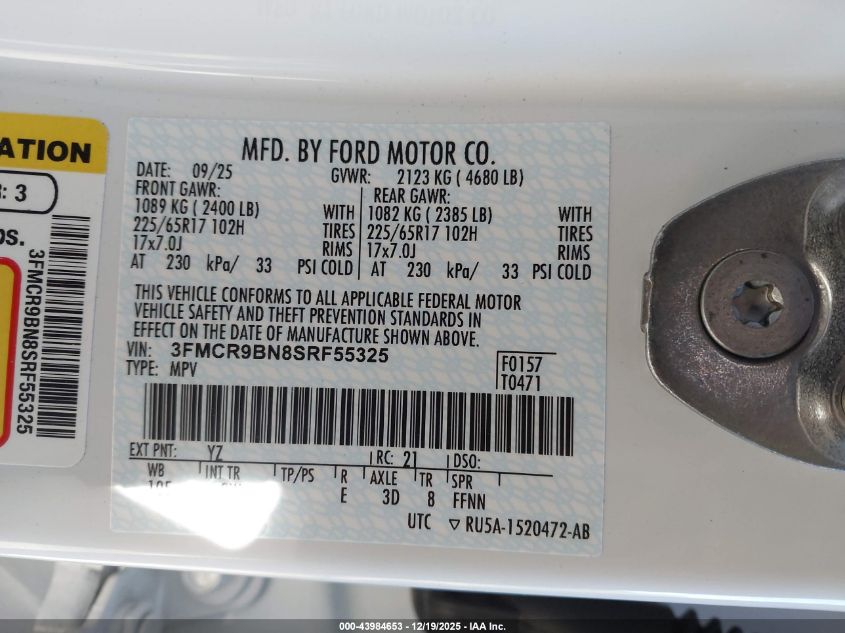 ATION
: 3
os.
3FMCR9BN8SRF55325
MFD. BY FORD MOTOR CO.
DATE: 09/25 GVWR: 2123 KG ( 4680 LB)
FRONT GAWR: REAR GAWR:
1089 KG ( 2400 LB) WITH 1082 KG ( 2385 LB) WITH
225/65R17 102H TIRES 225/65R17 102H TIRES
17x7.0J RIMS 17x7.0J RIMS
AT 230 kPa/ 33 PSI COLD AT 230 kPa/ 33 PSI COLD
THIS VEHICLE CONFORMS TO ALL APPLICABLE FEDERAL MOTOR
VEHICLE SAFETY AND THEFT PREVENTION STANDARDS IN
EFFECT ON THE DATE OF MANUFACTURE SHOWN ABOVE.
VIN: 3FMCR9BN8SRF55325
TYPE: MPV
F0157
T0471
EXT PNT: YZ RC: 21 DSO:
WB INT TR TP/PS R AXLE TR SPR
E 3D 8 FFNN
UTC ▽ RU5A-1520472-AB
000-43984653 - 12/19/2025 - IAA Inc.